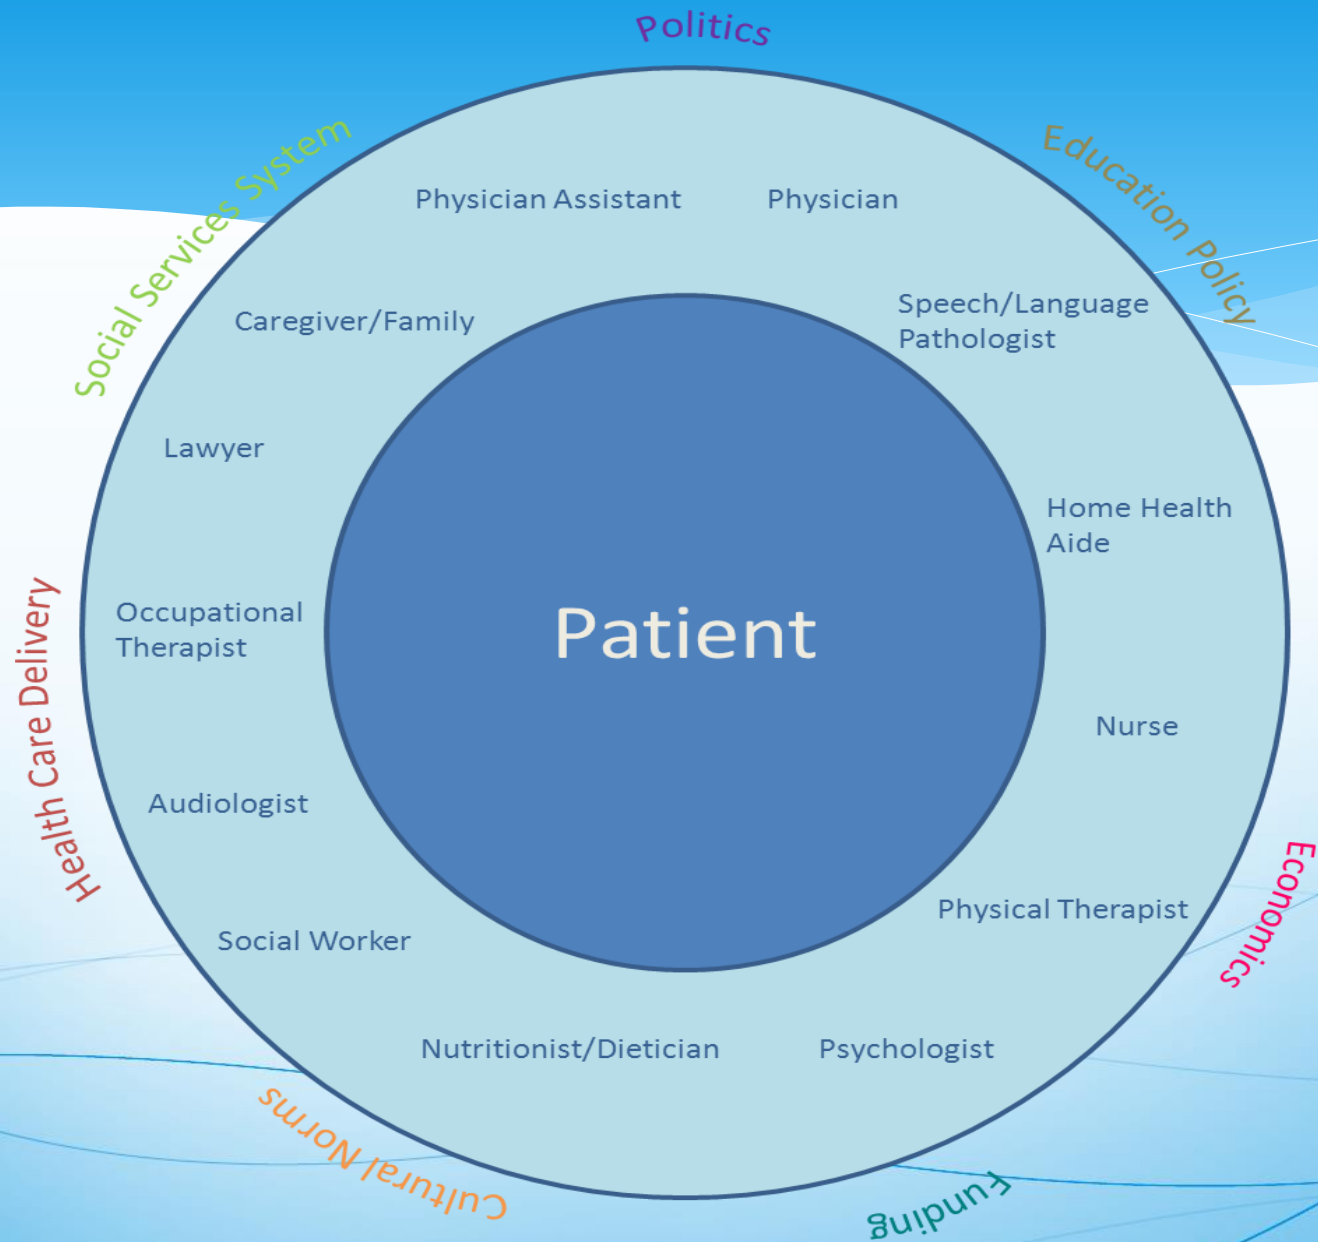 Politics
Education Policy
Social Services System
Physician Assistant
Physician
Caregiver/Family
Speech/Language
Pathologist
Lawyer
Home Health
Aide
Occupational
Therapist
Patient
Health Care Delivery
Nurse
Audiologist
Economics
Physical Therapist
Social Worker
Nutritionist/Dietician
Psychologist
Cultural Norms
Funding